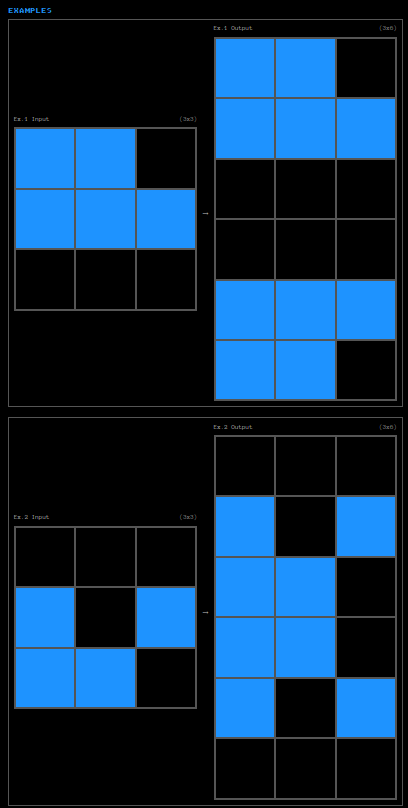 EXAMPLES
Ex.1 Input (3x3)
Ex.1 Output (3x6)
→
Ex.2 Input (3x3)
Ex.2 Output (3x6)
→